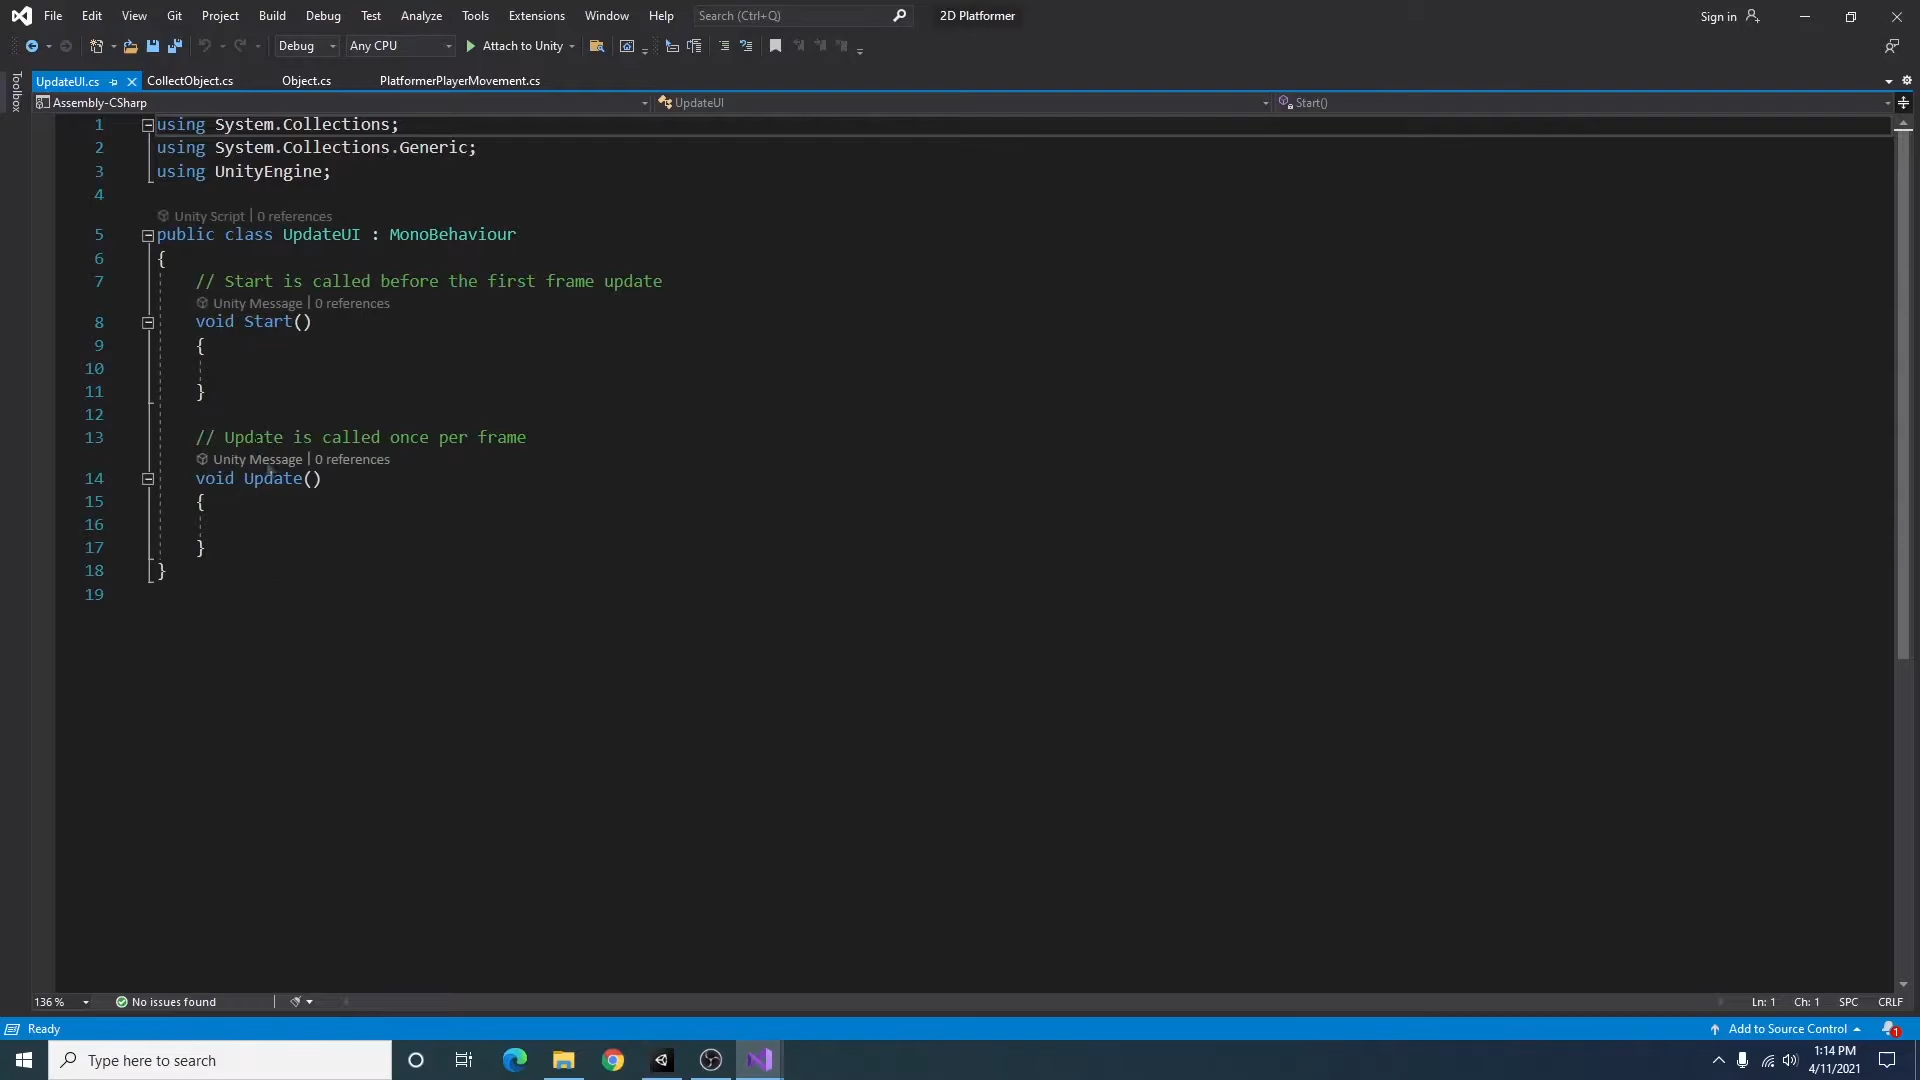 File Edit View Git Project Build Debug Test Analyze Tools Extensions Window Help Search (Ctrl+Q) 2D Platformer Sign in
Debug Any CPU Attach to Unity
Toolbox
UpdateUI.cs CollectObject.cs Object.cs PlatformerPlayerMovement.cs
Assembly-CSharp UpdateUI Start()
1 using System.Collections;
2 using System.Collections.Generic;
3 using UnityEngine;
4
Unity Script | 0 references
5 public class UpdateUI : MonoBehaviour
6 {
7 // Start is called before the first frame update
Unity Message | 0 references
8 void Start()
9 {
10
11 }
12
13 // Update is called once per frame
Unity Message | 0 references
14 void Update()
15 {
16
17 }
18 }
19
136 % No issues found Ln: 1 Ch: 1 SPC CRLF
Ready Add to Source Control 1
Type here to search 1:14 PM
4/11/2021